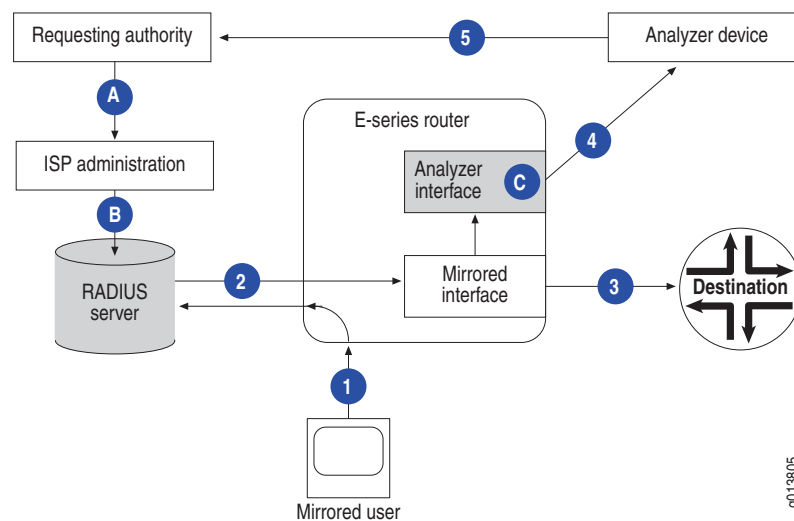 Requesting authority
5
Analyzer device
A
E-series router
4
ISP administration
Analyzer
interface
C
B
RADIUS
server
2
Mirrored
interface
3
Destination
1
Mirrored user
g013805